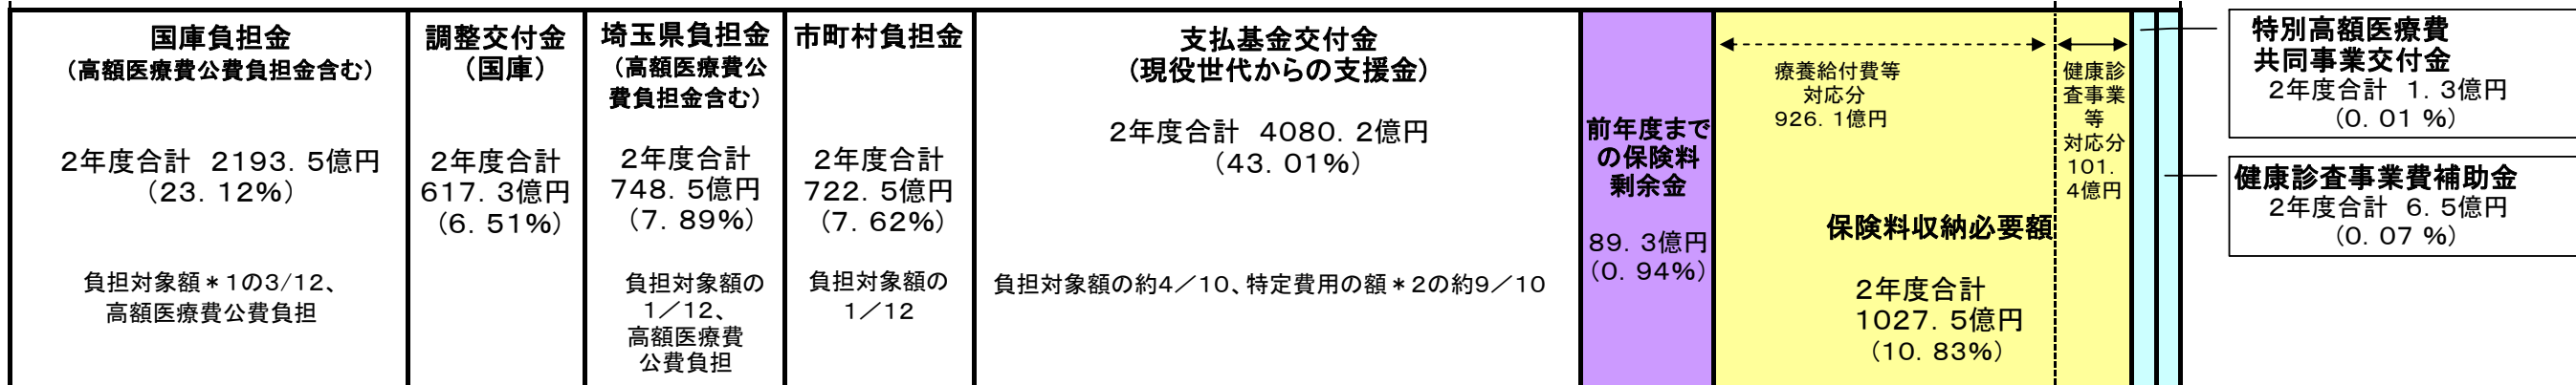 国庫負担金
（高額医療費公費負担金含む）
2年度合計　2193．5億円
（23．12%）
負担対象額＊1の3/12、
高額医療費公費負担
調整交付金
（国庫）
2年度合計
617．3億円
（6．51%）
埼玉県負担金
（高額医療費公
費負担金含む）
2年度合計
748．5億円
（7．89%）
負担対象額の
1／12、
高額医療費
公費負担
市町村負担金
2年度合計
722．5億円
（7．62%）
負担対象額の
1／12
支払基金交付金
（現役世代からの支援金）
2年度合計　4080．2億円
（43．01%）
負担対象額の約4／10、特定費用の額＊2の約9／10
前年度まで
の保険料
剰余金
89．3億円
（0．94%）
療養給付費等
対応分
926．1億円
健康診
査事業
等
対応分
101．
4億円
保険料収納必要額
2年度合計
1027．5億円
（10．83%）
特別高額医療費
共同事業交付金
2年度合計　1．3億円
（0．01 %）
健康診査事業費補助金
2年度合計　6．5億円
（0．07 %）